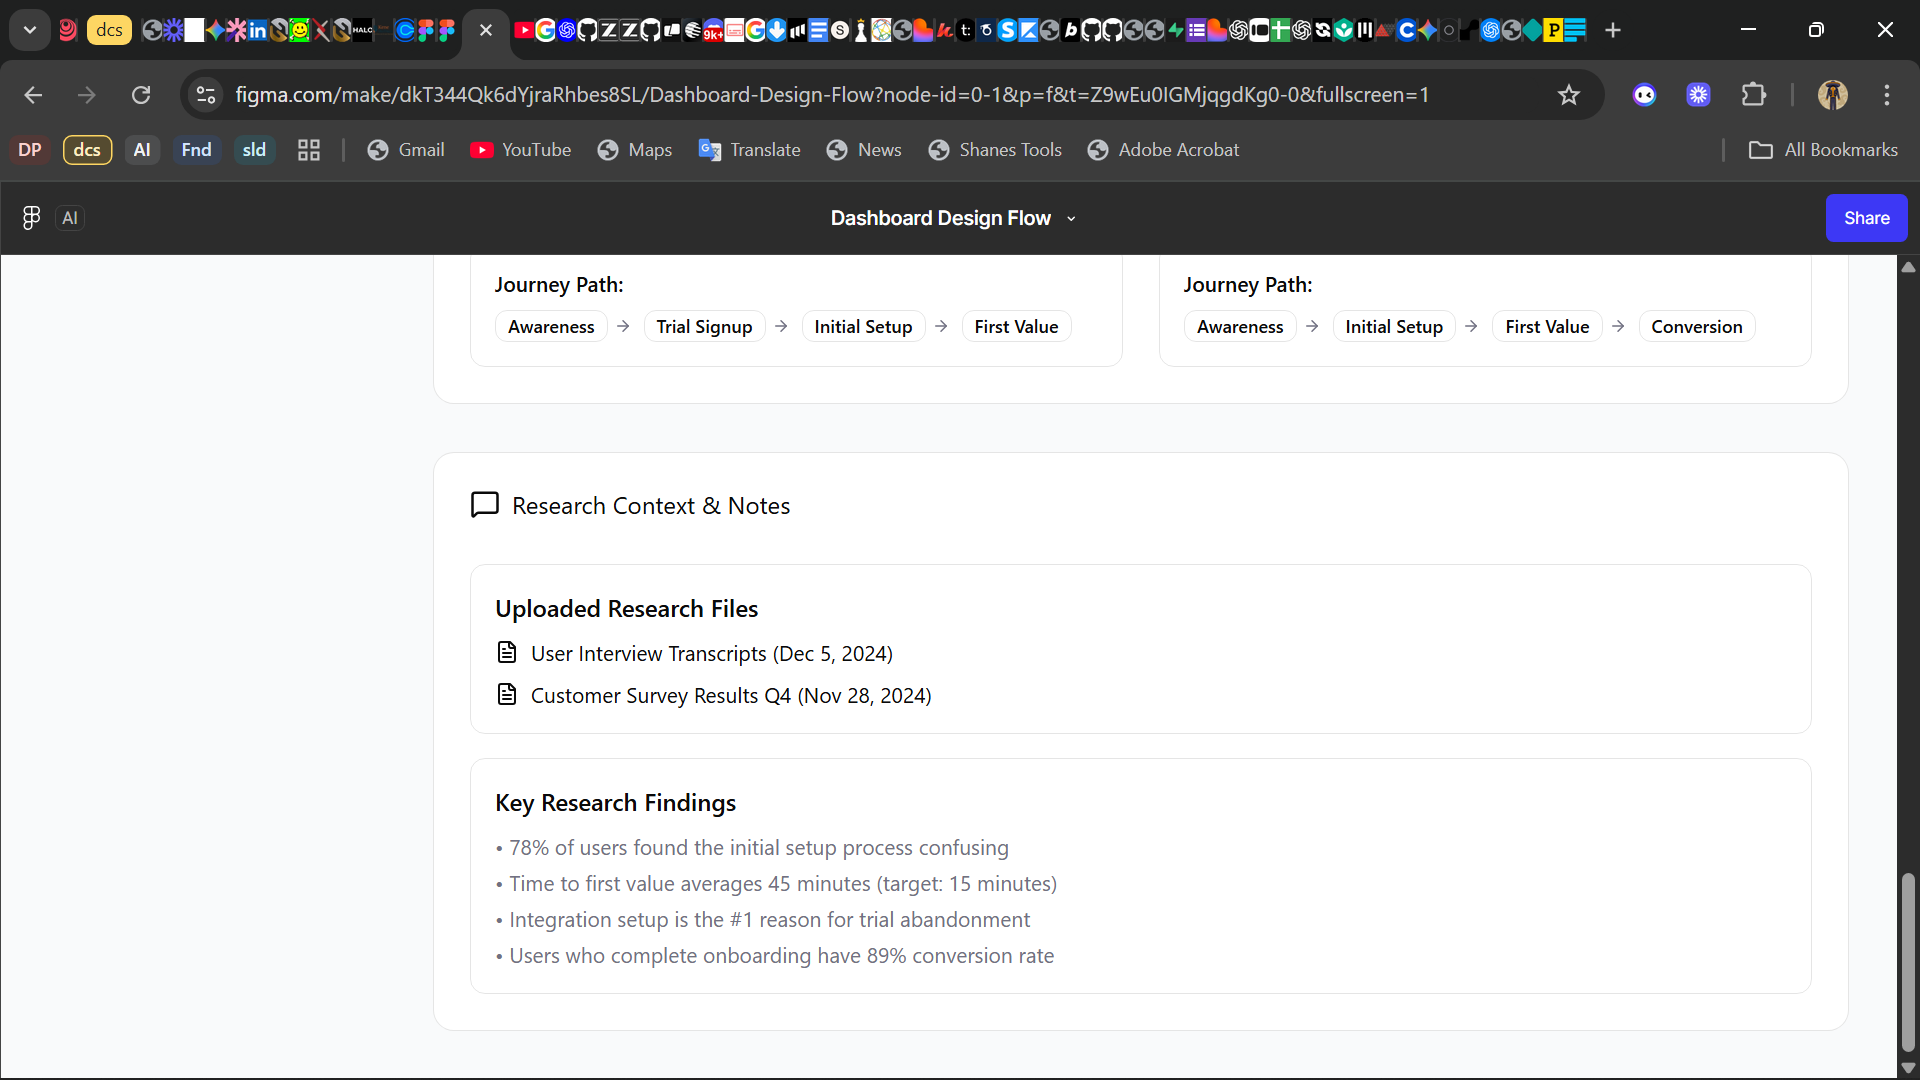 dcs
HALO
9k+
figma.com/make/dkT344Qk6dYjraRhbes8SL/Dashboard-Design-Flow?node-id=0-1&p=f&t=Z9wEu0IGMjqgdKg0-0&fullscreen=1
DP dcs AI Fnd sld Gmail YouTube Maps Translate News Shanes Tools Adobe Acrobat All Bookmarks
AI Dashboard Design Flow Share
Journey Path:
Awareness → Trial Signup → Initial Setup → First Value
Journey Path:
Awareness → Initial Setup → First Value → Conversion
Research Context & Notes
Uploaded Research Files
User Interview Transcripts (Dec 5, 2024)
Customer Survey Results Q4 (Nov 28, 2024)
Key Research Findings
• 78% of users found the initial setup process confusing
• Time to first value averages 45 minutes (target: 15 minutes)
• Integration setup is the #1 reason for trial abandonment
• Users who complete onboarding have 89% conversion rate